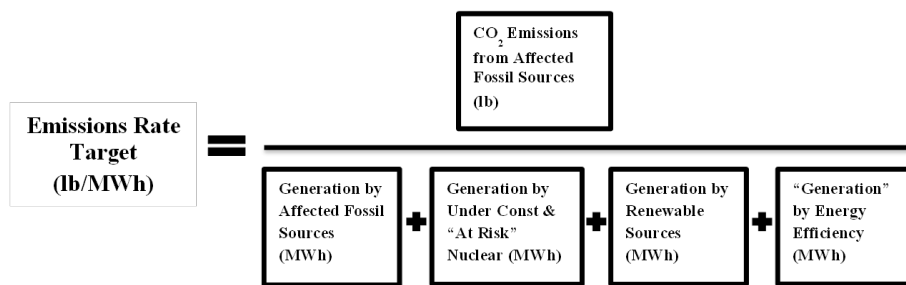 CO₂ Emissions
from Affected
Fossil Sources
(lb)
Emissions Rate
Target
(lb/MWh)
=
Generation by
Affected Fossil
Sources
(MWh)
+
Generation by
Under Const &
“At Risk”
Nuclear (MWh)
+
Generation by
Renewable
Sources
(MWh)
+
“Generation”
by Energy
Efficiency
(MWh)